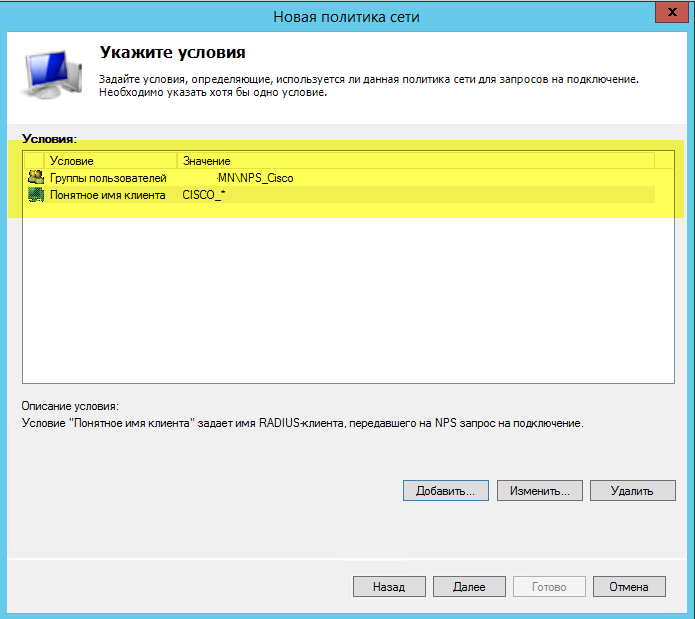 Новая политика сети
x
Укажите условия
Задайте условия, определяющие, используется ли данная политика сети для запросов на подключение.
Необходимо указать хотя бы одно условие.
Условия:
Условие Значение
Группы пользователей -MN\NPS_Cisco
Понятное имя клиента CISCO_*
Описание условия:
Условие "Понятное имя клиента" задает имя RADIUS-клиента, передавшего на NPS запрос на подключение.
Добавить... Изменить... Удалить
Назад Далее Готово Отмена